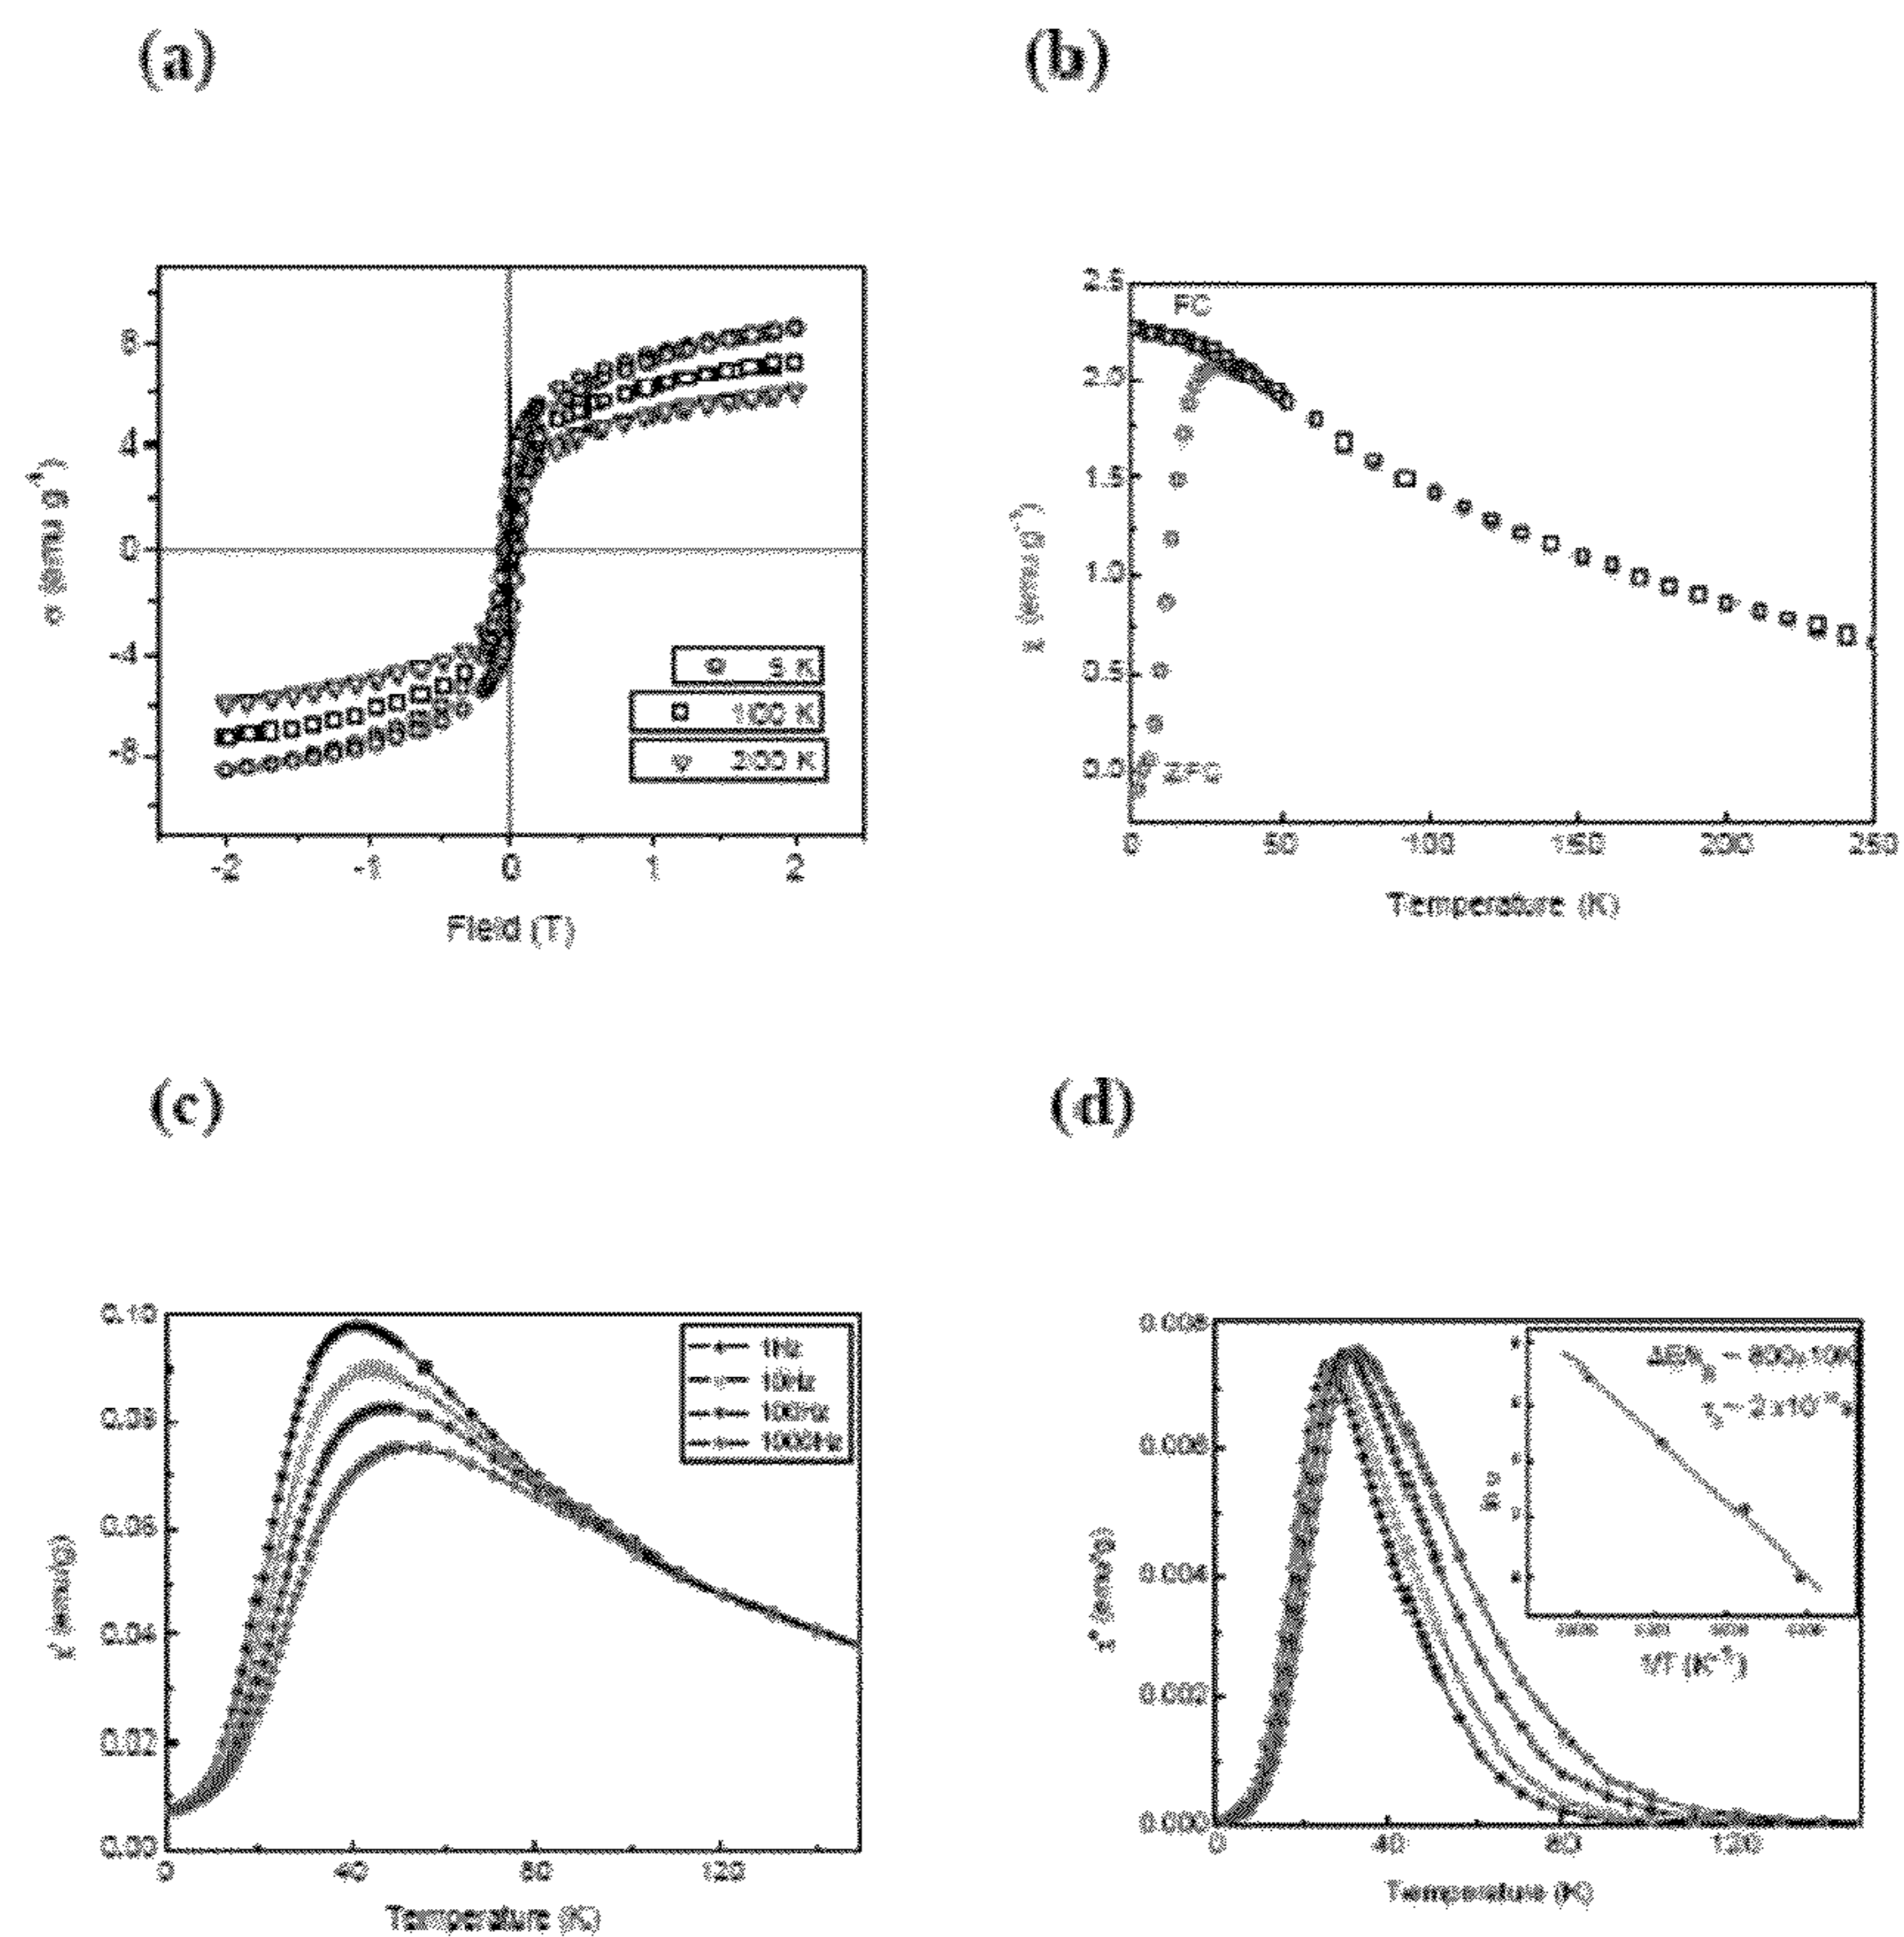 (a)
8
4
0
-4
-8
-2 -1 0 1 2
Field (T)
5 K
100 K
200 K
(b)
2.5
2.0
1.5
1.0
0.5
0.0
FC
ZFC
0 50 100 150 200 250
Temperature (K)
(c)
0.10
0.08
0.06
0.04
0.02
0.00
χ' (emu/g)
1Hz
10Hz
100Hz
1000Hz
0 40 80 120
Temperature (K)
(d)
0.008
0.006
0.004
0.002
0.000
0 40 80 120
Temperature (K)
1/T (K⁻¹)